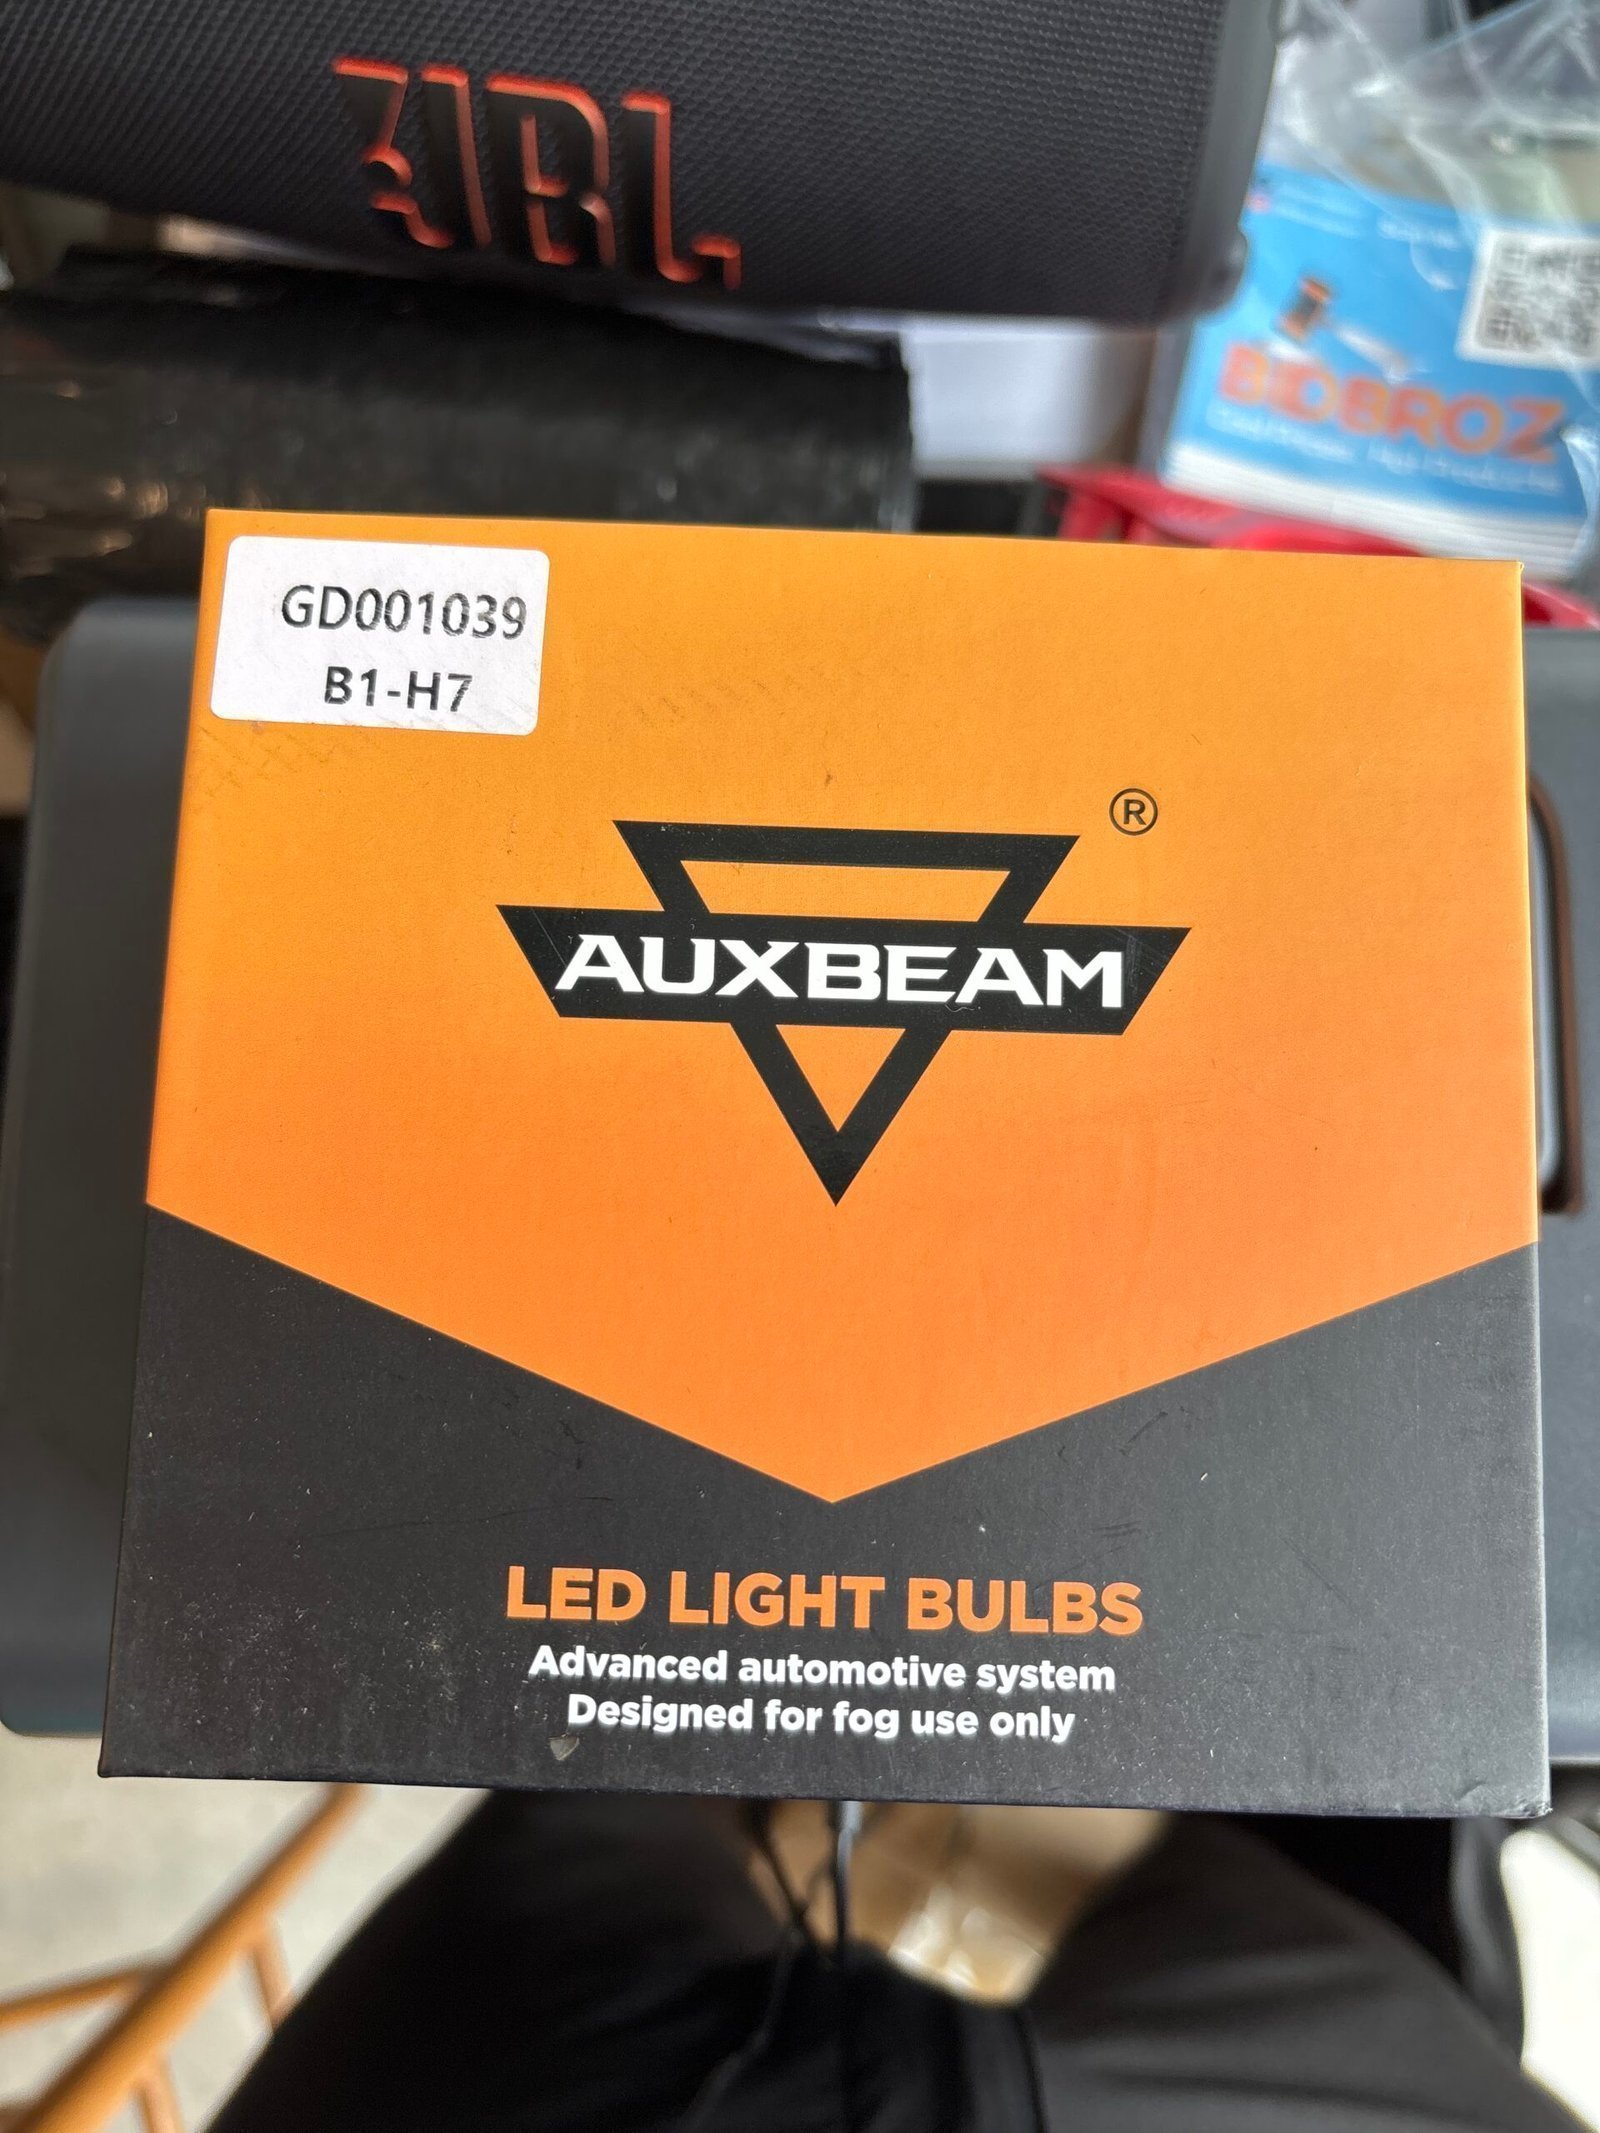 JBL
BIDBROZ
GD001039
B1-H7
®
AUXBEAM
LED LIGHT BULBS
Advanced automotive system
Designed for fog use only